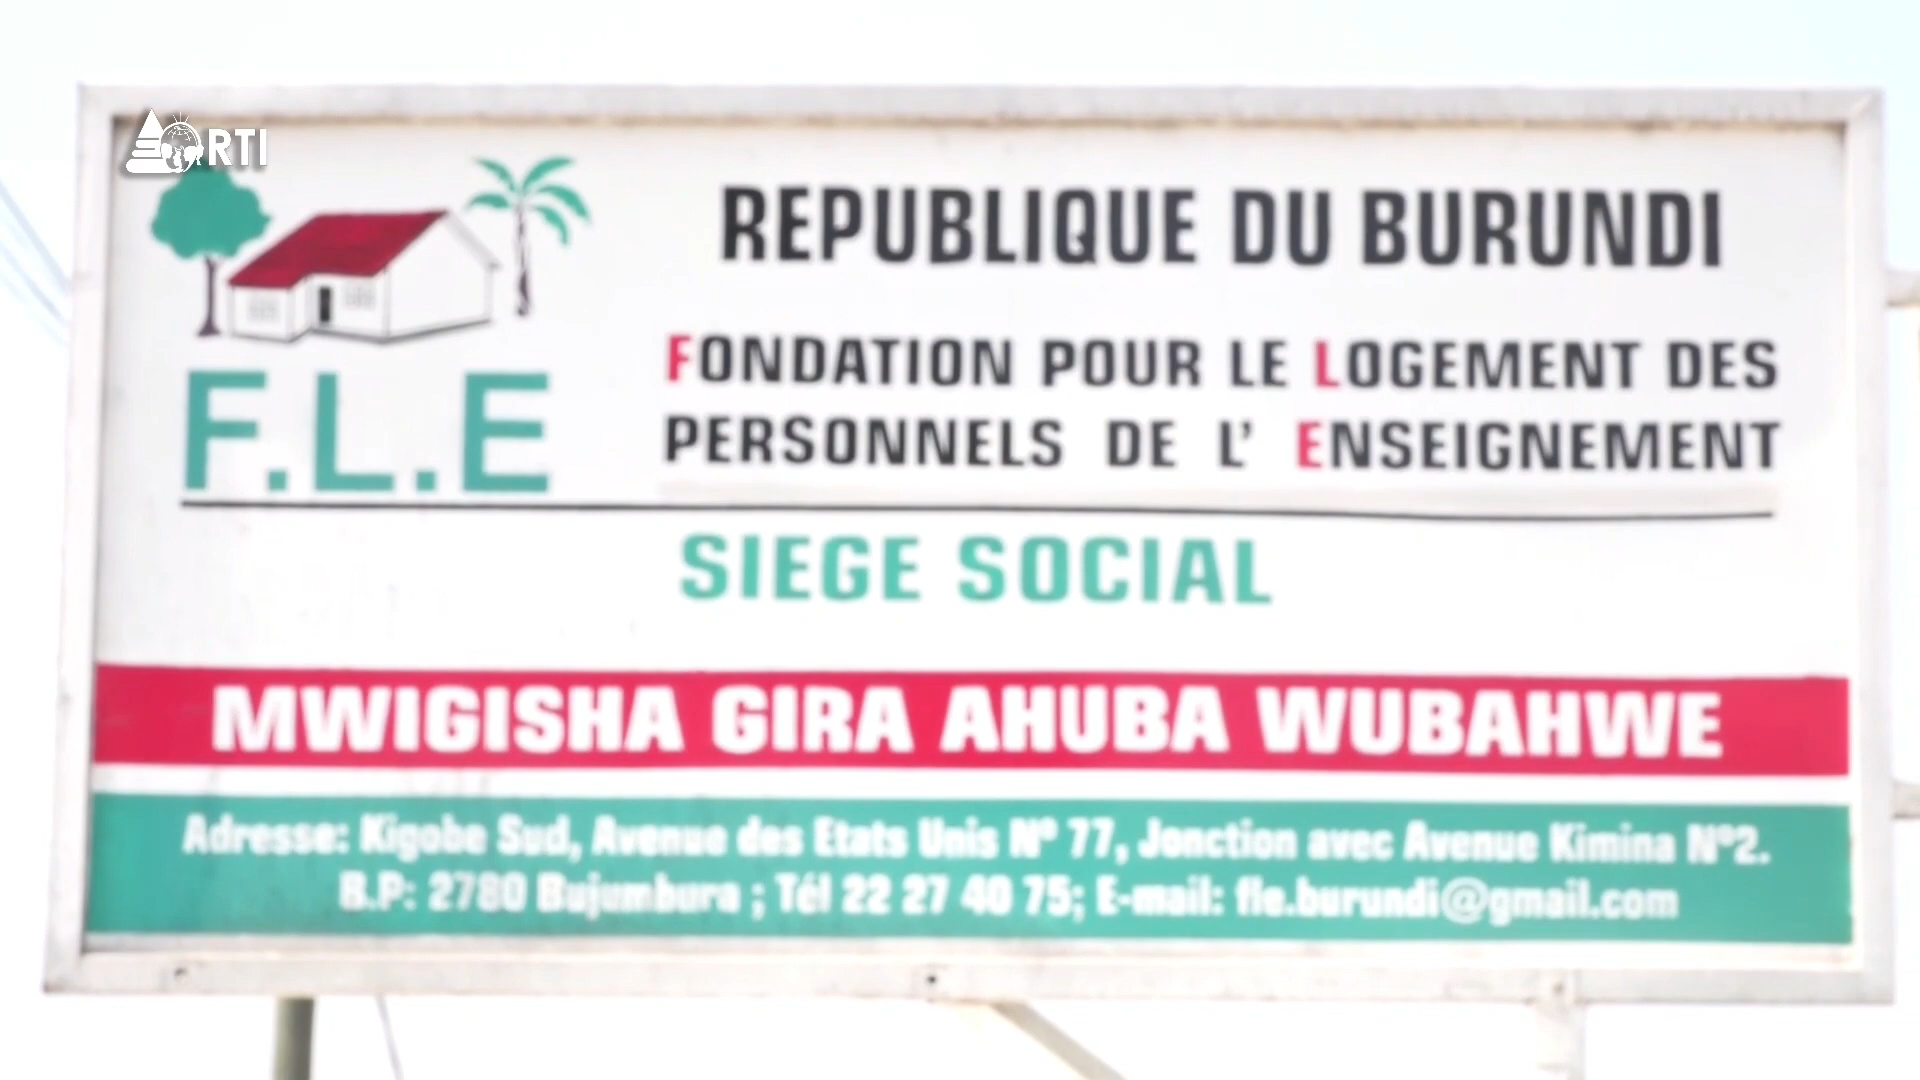 RTI
REPUBLIQUE DU BURUNDI
FONDATION POUR LE LOGEMENT DES
PERSONNELS DE L' ENSEIGNEMENT
F.L.E
SIEGE SOCIAL
MWIGISHA GIRA AHUBA WUBAHWE
Adresse: Kigobe Sud, Avenue des Etats Unis Nº 77, Jonction avec Avenue Kimina Nº2.
B.P: 2780 Bujumbura ; Tél 22 27 40 75; E-mail: fle.burundi@gmail.com